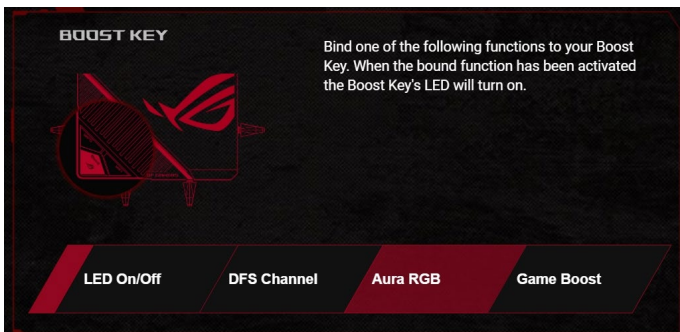 BOOST KEY
Bind one of the following functions to your Boost
Key. When the bound function has been activated
the Boost Key's LED will turn on.
LED On/Off
DFS Channel
Aura RGB
Game Boost